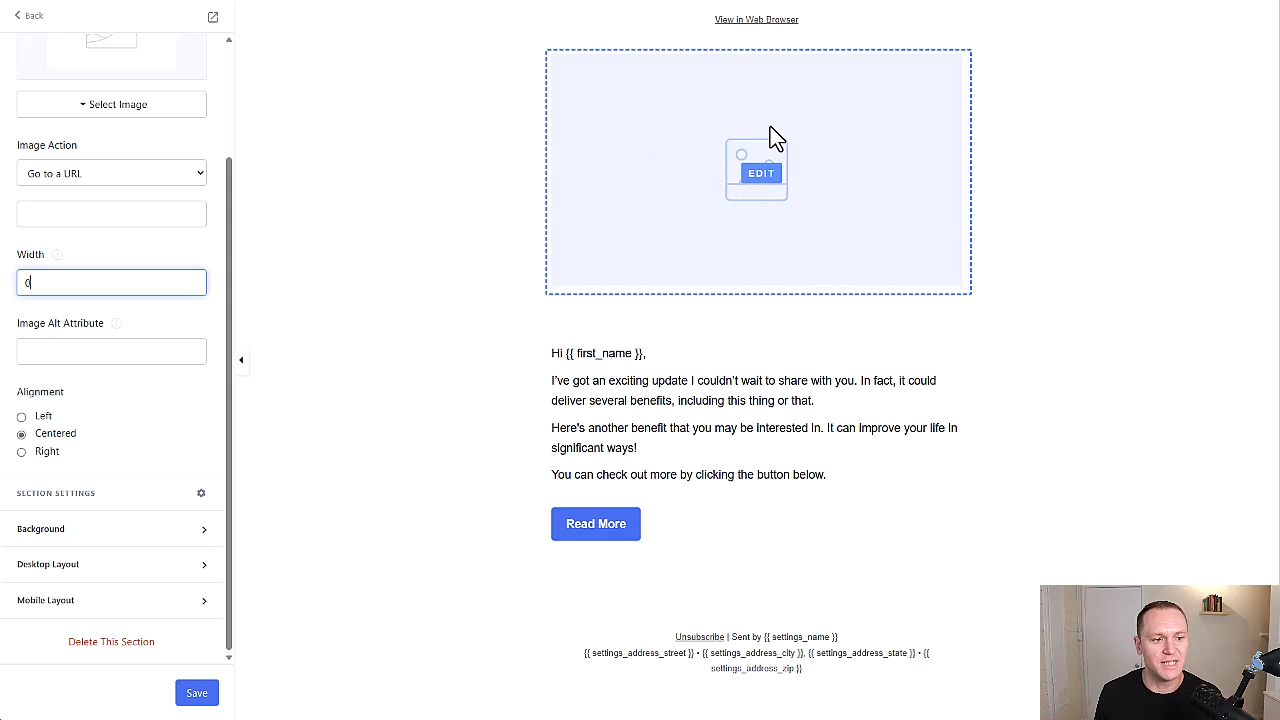 Back
Select Image
Image Action
to a URL
Width
Image Alt Attribute
Alignment
Left
Centered
Right
SECTION SETTINGS
Background
Desktop Layout
Mobile Layout
Delete This Section
Save
View in Web Browser
EDIT
Hi {{ first_name }},
I've got an exciting update I couldn't wait to share with you. In fact, it could
deliver several benefits, including this thing or that.
Here's another benefit that you may be interested in. It can improve your life in
significant ways!
You can check out more by clicking the button below.
Read More
Unsubscribe | Sent by {{ settings_name }}
{{ settings_address_street }} • {{ settings_address_city }}, {{ settings_address_state }} • {{
settings_address_zip }}